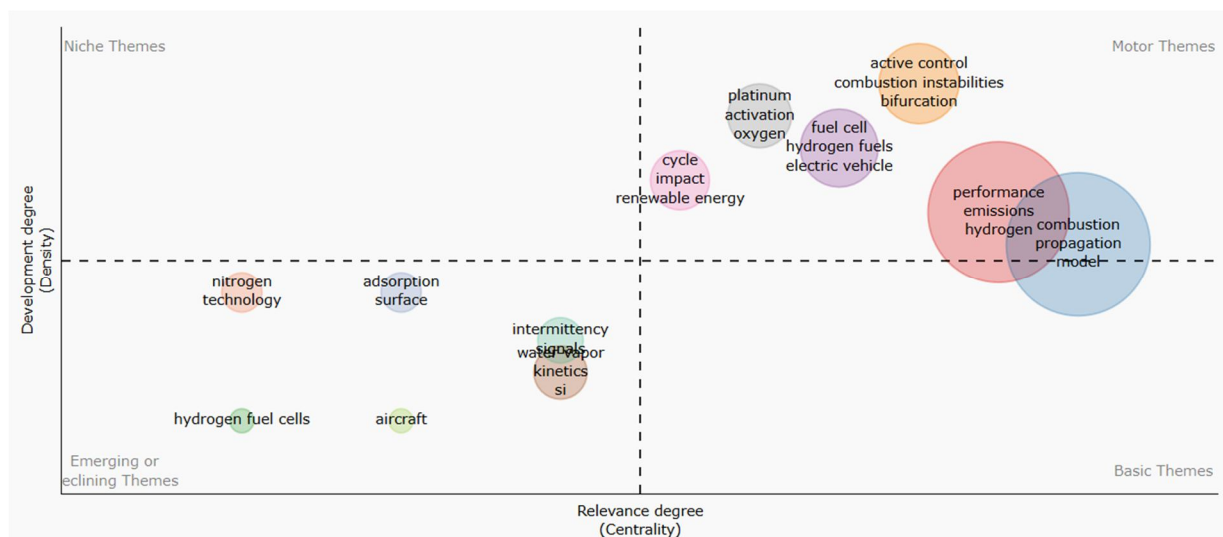 Niche Themes
Motor Themes
active control
combustion instabilities
bifurcation
platinum
activation
oxygen
fuel cell
hydrogen fuels
electric vehicle
cycle
impact
renewable energy
performance
emissions
hydrogen
combustion
propagation
model
Development degree
(Density)
nitrogen
technology
adsorption
surface
intermittency
signals
water vapor
kinetics
si
hydrogen fuel cells
aircraft
Emerging or
eclining Themes
Basic Themes
Relevance degree
(Centrality)